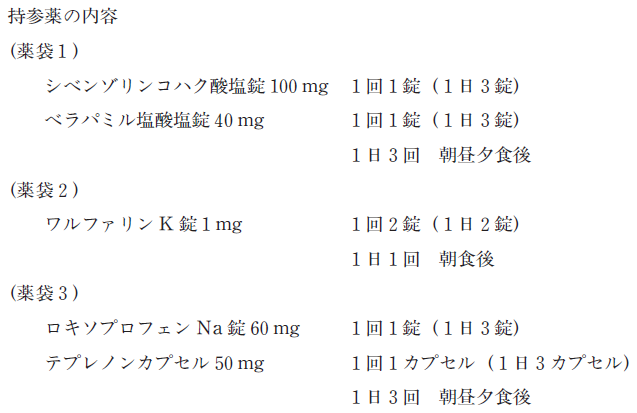 持参薬の内容
(薬袋1)
シベンゾリンコハク酸塩錠 100 mg 1回1錠(1日3錠)
ベラパミル塩酸塩錠 40 mg 1回1錠(1日3錠)
1日3回 朝昼夕食後
(薬袋2)
ワルファリン K 錠 1 mg 1回2錠(1日2錠)
1日1回 朝食後
(薬袋3)
ロキソプロフェン Na 錠 60 mg 1回1錠(1日3錠)
テプレノンカプセル 50 mg 1回1カプセル(1日3カプセル)
1日3回 朝昼夕食後